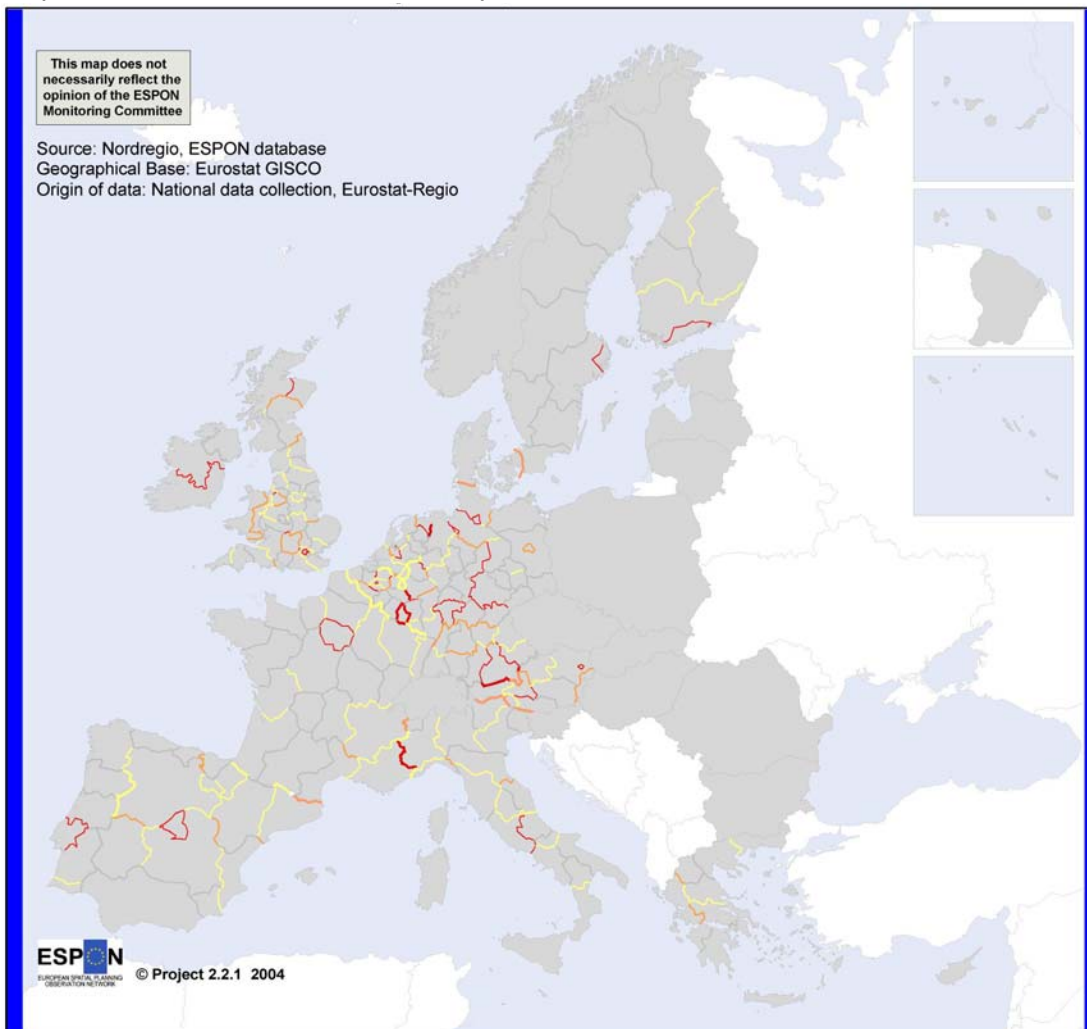 This map does not
necessarily reflect the
opinion of the ESPON
Monitoring Committee
Source: Nordregio, ESPON database
Geographical Base: Eurostat GISCO
Origin of data: National data collection, Eurostat-Regio
ESPON
EUROPEAN SPATIAL PLANNING
OBSERVATION NETWORK
© Project 2.2.1 2004